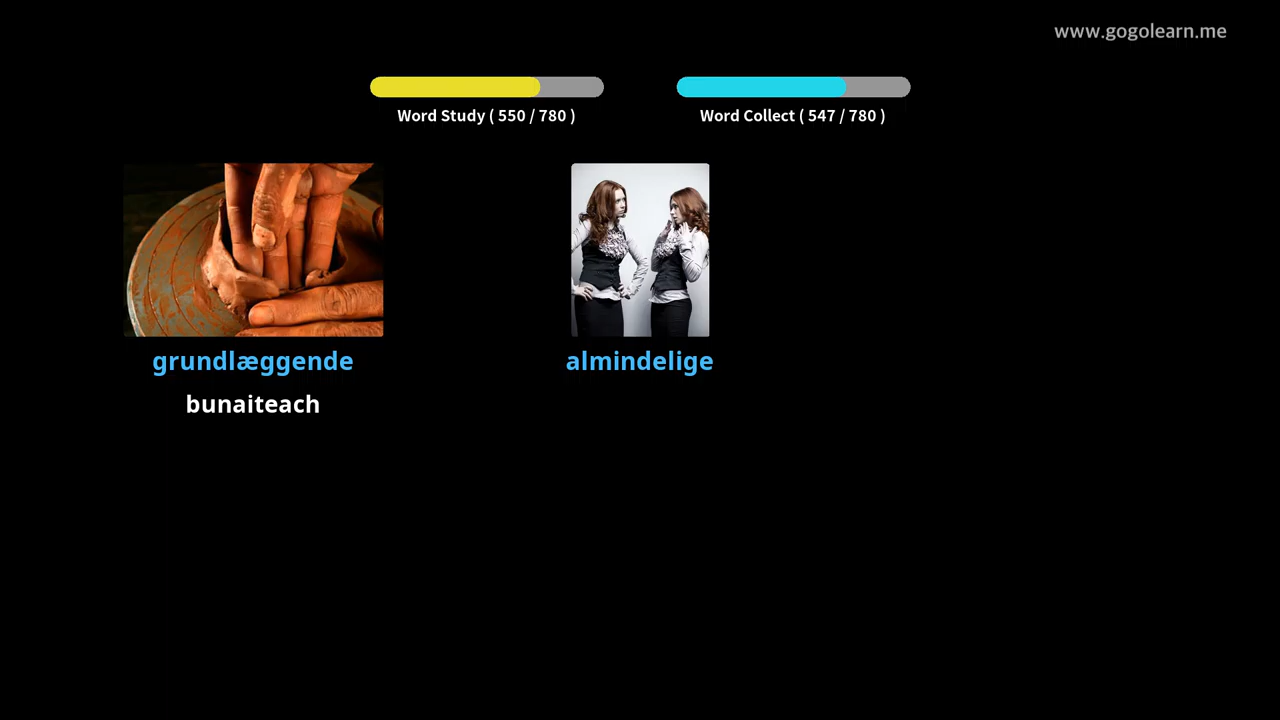 www.gogolearn.me
Word Study ( 550 / 780 )
Word Collect ( 547 / 780 )
grundlæggende
almindelige
bunaiteach